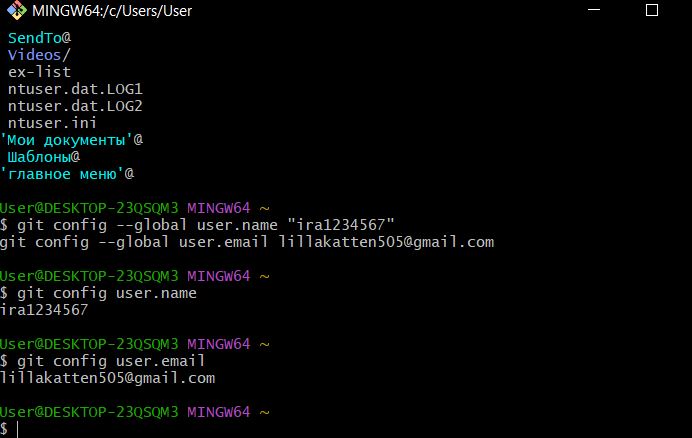 MINGW64:/c/Users/User
SendTo@
Videos/
ex-list
ntuser.dat.LOG1
ntuser.dat.LOG2
ntuser.ini
'Мои документы'@
Шаблоны@
'главное меню'@
User@DESKTOP-23QSQM3 MINGW64 ~
$ git config --global user.name "ira1234567"
git config --global user.email lillakatten505@gmail.com
User@DESKTOP-23QSQM3 MINGW64 ~
$ git config user.name
ira1234567
User@DESKTOP-23QSQM3 MINGW64 ~
$ git config user.email
lillakatten505@gmail.com
User@DESKTOP-23QSQM3 MINGW64 ~
$